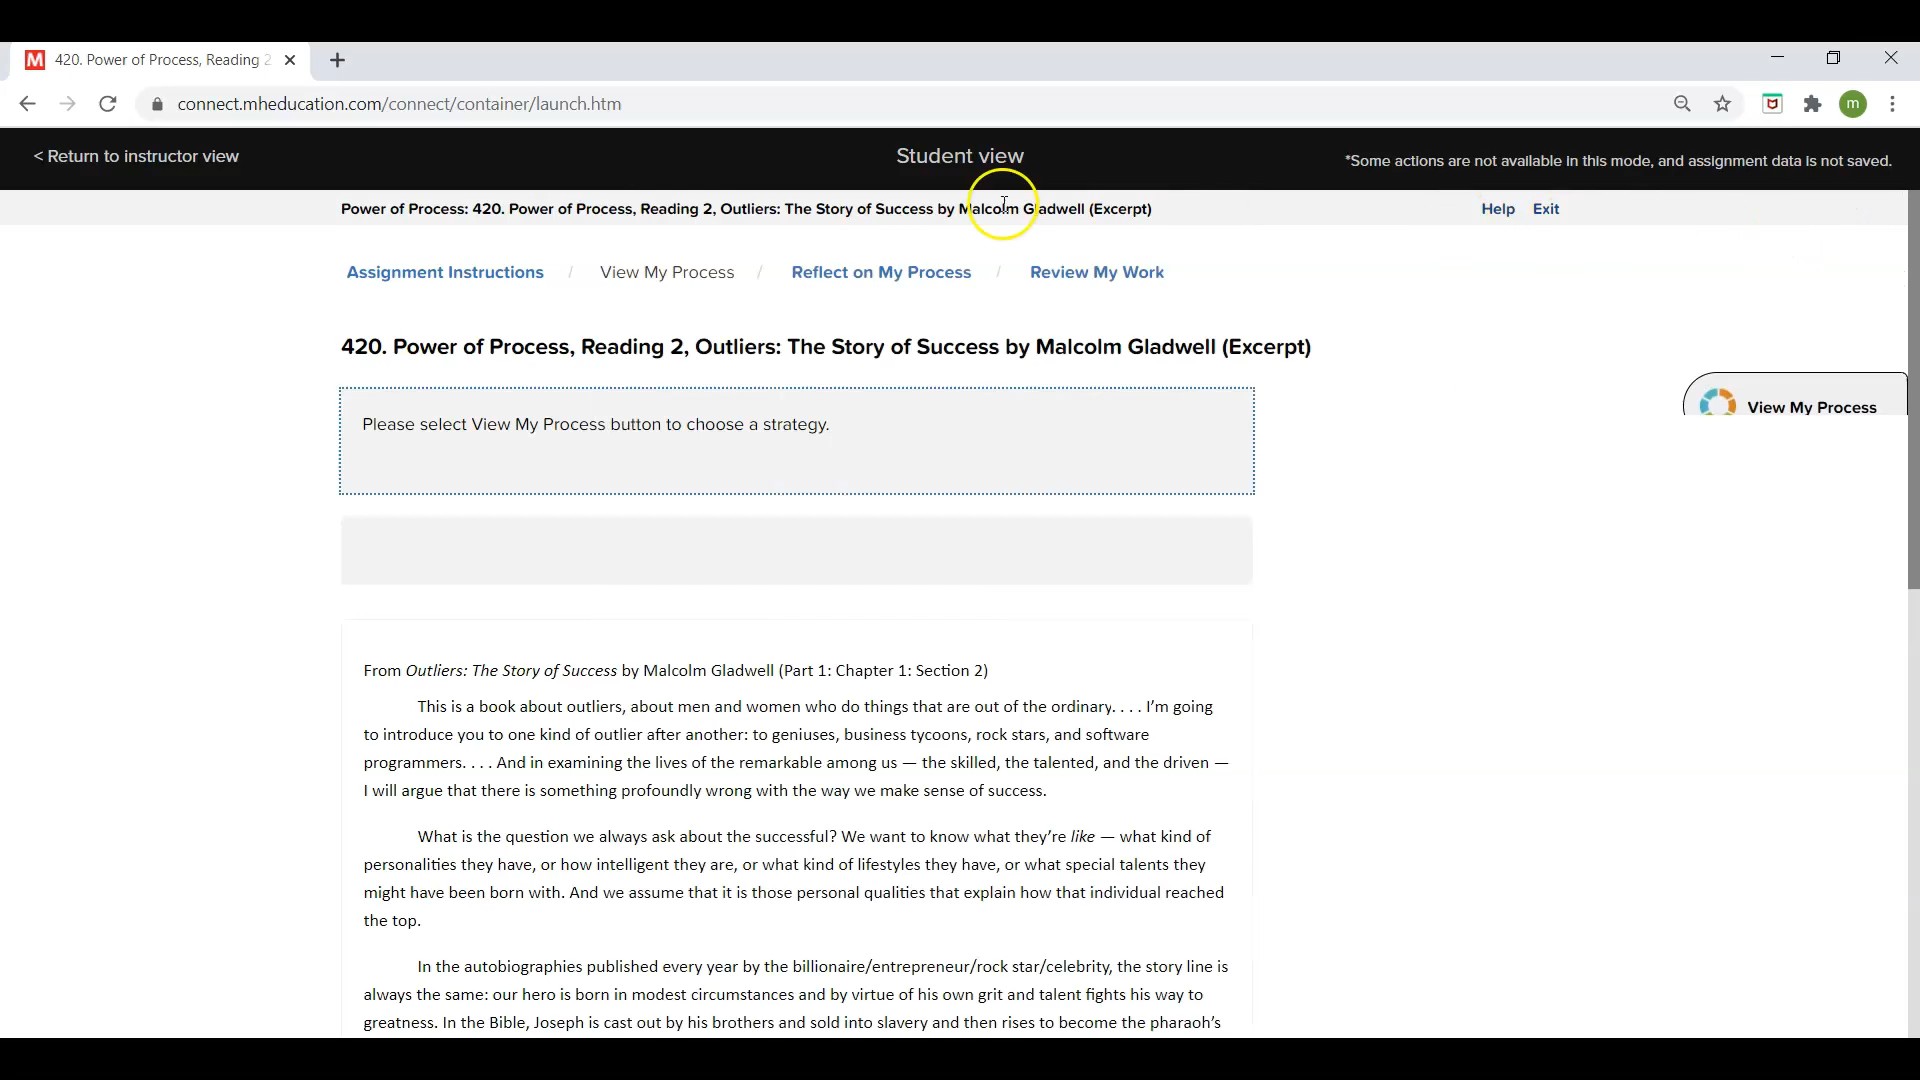 M 420. Power of Process, Reading 2
connect.mheducation.com/connect/container/launch.htm
m
< Return to instructor view
Student view
*Some actions are not available in this mode, and assignment data is not saved.
Power of Process: 420. Power of Process, Reading 2, Outliers: The Story of Success by Malcolm Gladwell (Excerpt)
Help Exit
Assignment Instructions / View My Process / Reflect on My Process / Review My Work
420. Power of Process, Reading 2, Outliers: The Story of Success by Malcolm Gladwell (Excerpt)
View My Process
Please select View My Process button to choose a strategy.
From Outliers: The Story of Success by Malcolm Gladwell (Part 1: Chapter 1: Section 2)
This is a book about outliers, about men and women who do things that are out of the ordinary. . . . I’m going
to introduce you to one kind of outlier after another: to geniuses, business tycoons, rock stars, and software
programmers. . . . And in examining the lives of the remarkable among us — the skilled, the talented, and the driven —
I will argue that there is something profoundly wrong with the way we make sense of success.
What is the question we always ask about the successful? We want to know what they’re like — what kind of
personalities they have, or how intelligent they are, or what kind of lifestyles they have, or what special talents they
might have been born with. And we assume that it is those personal qualities that explain how that individual reached
the top.
In the autobiographies published every year by the billionaire/entrepreneur/rock star/celebrity, the story line is
always the same: our hero is born in modest circumstances and by virtue of his own grit and talent fights his way to
greatness. In the Bible, Joseph is cast out by his brothers and sold into slavery and then rises to become the pharaoh’s